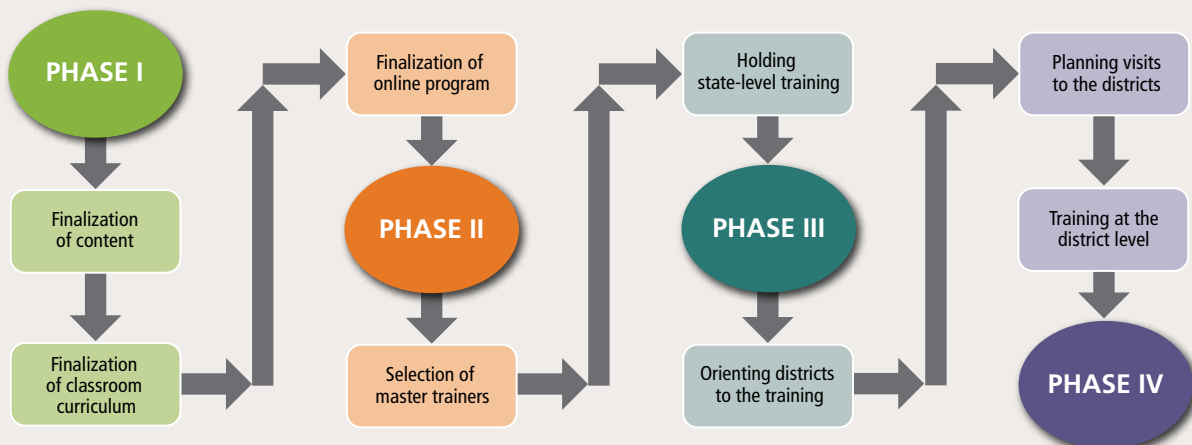 PHASE I
Finalization
of content
Finalization
of classroom
curriculum
Finalization of
online program
PHASE II
Selection of
master trainers
Holding
state-level training
PHASE III
Orienting districts
to the training
Planning visits
to the districts
Training at the
district level
PHASE IV